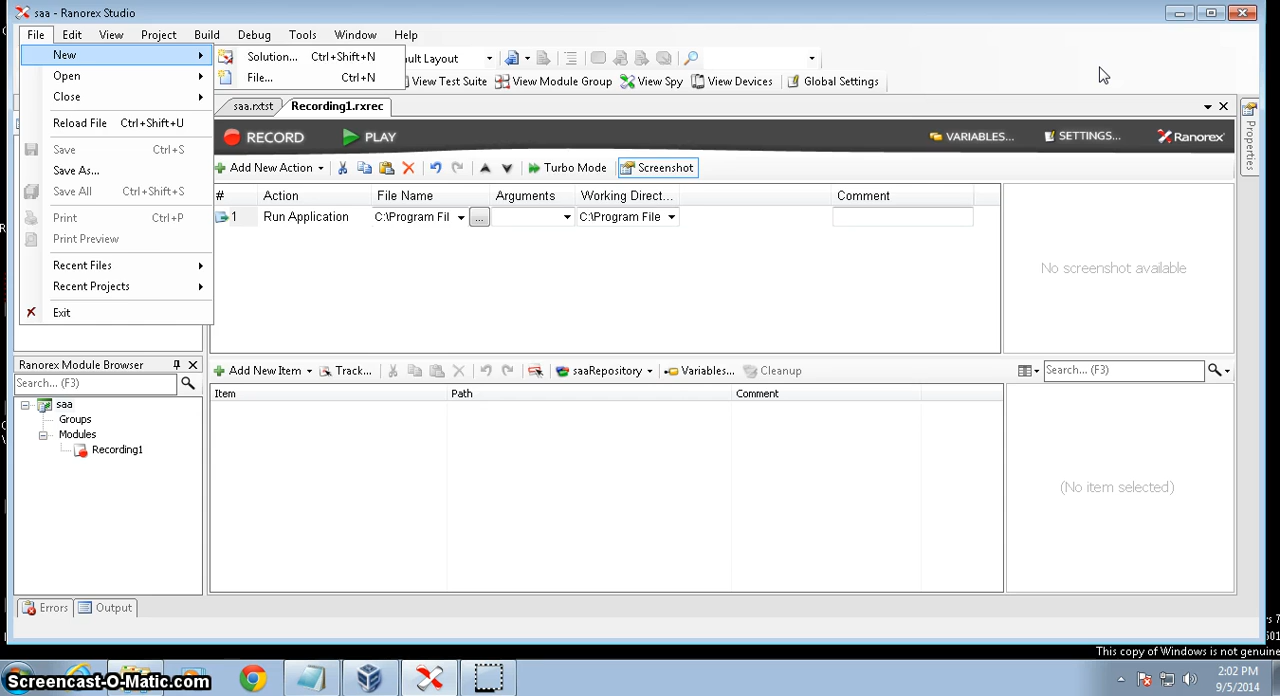 saa - Ranorex Studio
File Edit View Project Build Debug Tools Window Help
New
Solution... Ctrl+Shift+N
File... Ctrl+N
Open
Close
Reload File Ctrl+Shift+U
Save Ctrl+S
Save As...
Save All Ctrl+Shift+S
Print Ctrl+P
Print Preview
Recent Files
Recent Projects
Exit
ult Layout
View Test Suite View Module Group View Spy View Devices Global Settings
saa.rxtst Recording1.rxrec
RECORD PLAY VARIABLES... SETTINGS... Ranorex
Add New Action Turbo Mode Screenshot
# Action File Name Arguments Working Direct... Comment
1 Run Application C:\Program Fil ... C:\Program File
No screenshot available
Properties
Ranorex Module Browser
Search... (F3)
saa
Groups
Modules
Recording1
Add New Item Track... saaRepository Variables... Cleanup Search... (F3)
Item Path Comment
(No item selected)
Errors Output
s 7
601
This copy of Windows is not genuine
Screencast-O-Matic.com
2:02 PM
9/5/2014